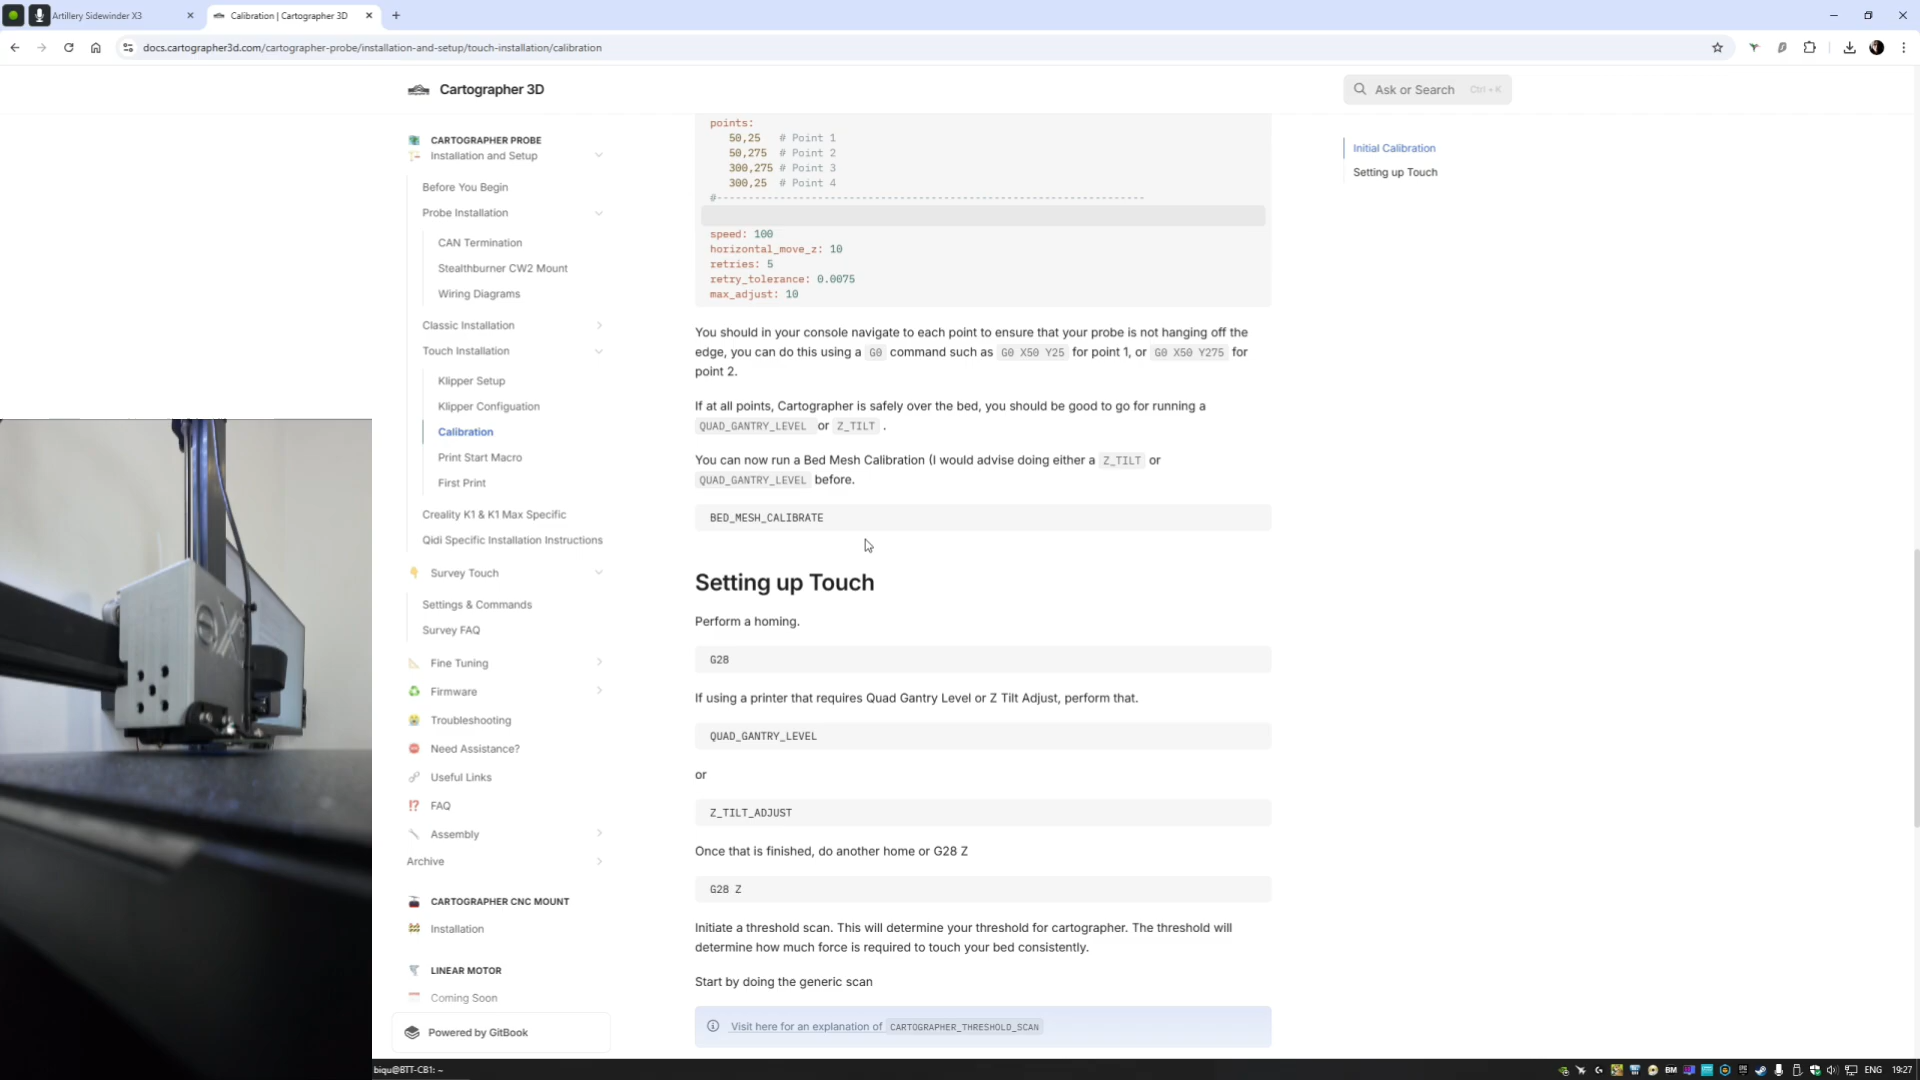 Artillery Sidewinder X3
Calibration | Cartographer 3D
docs.cartographer3d.com/cartographer-probe/installation-and-setup/touch-installation/calibration
Cartographer 3D
Ask or Search
Ctrl + K
CARTOGRAPHER PROBE
Installation and Setup
Before You Begin
Probe Installation
CAN Termination
Stealthburner CW2 Mount
Wiring Diagrams
Classic Installation
Touch Installation
Klipper Setup
Klipper Configuation
Calibration
Print Start Macro
First Print
Creality K1 & K1 Max Specific
Qidi Specific Installation Instructions
Survey Touch
Settings & Commands
Survey FAQ
Fine Tuning
Firmware
Troubleshooting
Need Assistance?
Useful Links
FAQ
Assembly
Archive
CARTOGRAPHER CNC MOUNT
Installation
LINEAR MOTOR
Coming Soon
Powered by GitBook
points:
50,25 # Point 1
50,275 # Point 2
300,275 # Point 3
300,25 # Point 4
#------------------------------------------------------------------
speed: 100
horizontal_move_z: 10
retries: 5
retry_tolerance: 0.0075
max_adjust: 10
You should in your console navigate to each point to ensure that your probe is not hanging off the
edge, you can do this using a G0 command such as G0 X50 Y25 for point 1, or G0 X50 Y275 for
point 2.
If at all points, Cartographer is safely over the bed, you should be good to go for running a
QUAD_GANTRY_LEVEL or Z_TILT .
You can now run a Bed Mesh Calibration (I would advise doing either a Z_TILT or
QUAD_GANTRY_LEVEL before.
BED_MESH_CALIBRATE
Setting up Touch
Perform a homing.
G28
If using a printer that requires Quad Gantry Level or Z Tilt Adjust, perform that.
QUAD_GANTRY_LEVEL
or
Z_TILT_ADJUST
Once that is finished, do another home or G28 Z
G28 Z
Initiate a threshold scan. This will determine your threshold for cartographer. The threshold will
determine how much force is required to touch your bed consistently.
Start by doing the generic scan
Visit here for an explanation of CARTOGRAPHER_THRESHOLD_SCAN
Initial Calibration
Setting up Touch
biqu@BTT-CB1: ~
ENG 19:27